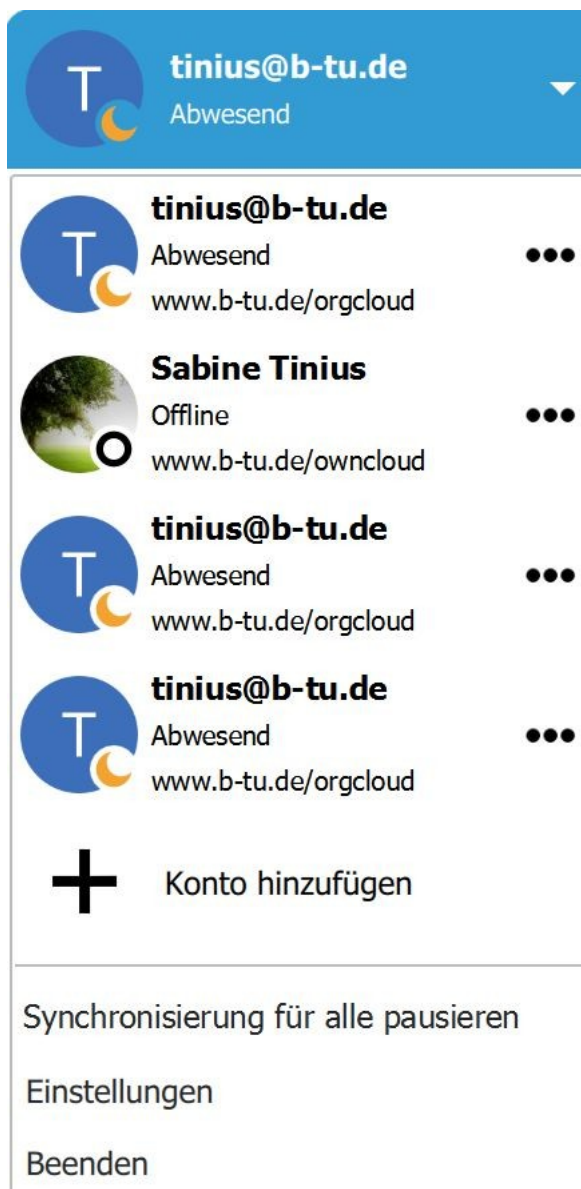 T
tinius@b-tu.de
Abwesend
T
tinius@b-tu.de
Abwesend
www.b-tu.de/orgcloud
Sabine Tinius
Offline
www.b-tu.de/owncloud
T
tinius@b-tu.de
Abwesend
www.b-tu.de/orgcloud
T
tinius@b-tu.de
Abwesend
www.b-tu.de/orgcloud
Konto hinzufügen
Synchronisierung für alle pausieren
Einstellungen
Beenden